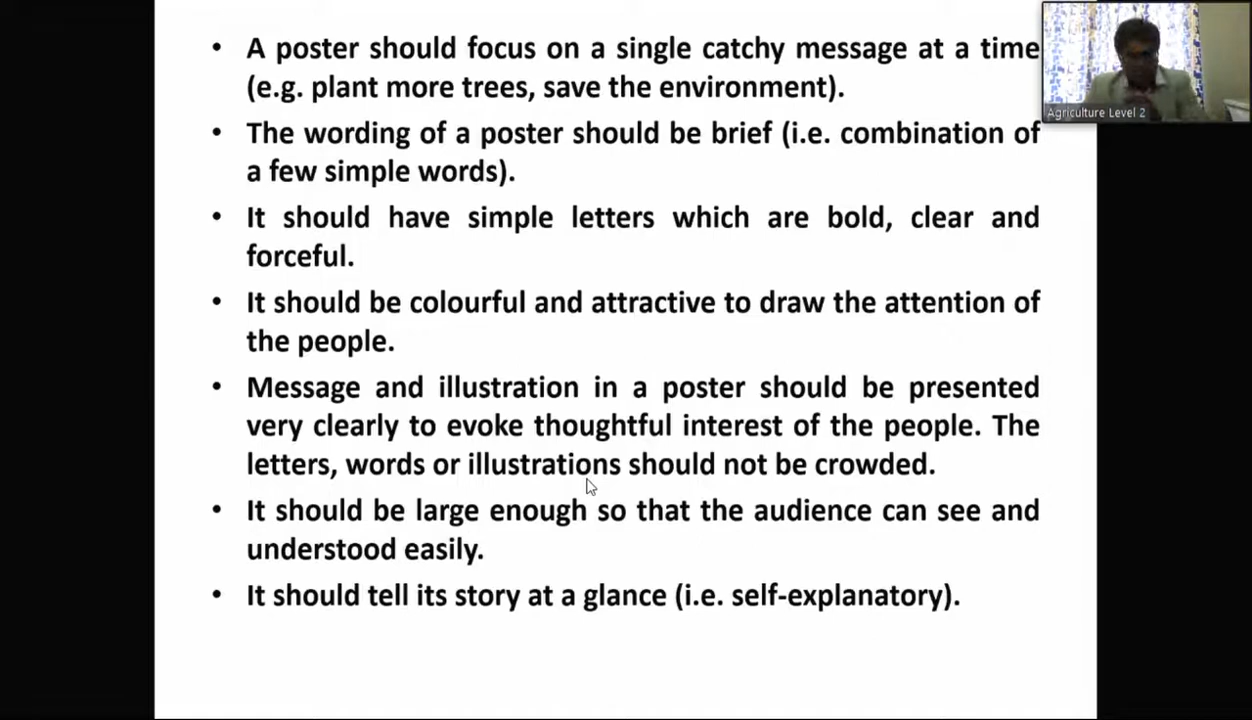 • A poster should focus on a single catchy message at a time
(e.g. plant more trees, save the environment).
• The wording of a poster should be brief (i.e. combination of
a few simple words).
• It should have simple letters which are bold, clear and
forceful.
• It should be colourful and attractive to draw the attention of
the people.
• Message and illustration in a poster should be presented
very clearly to evoke thoughtful interest of the people. The
letters, words or illustrations should not be crowded.
• It should be large enough so that the audience can see and
understood easily.
• It should tell its story at a glance (i.e. self-explanatory).
Agriculture Level 2